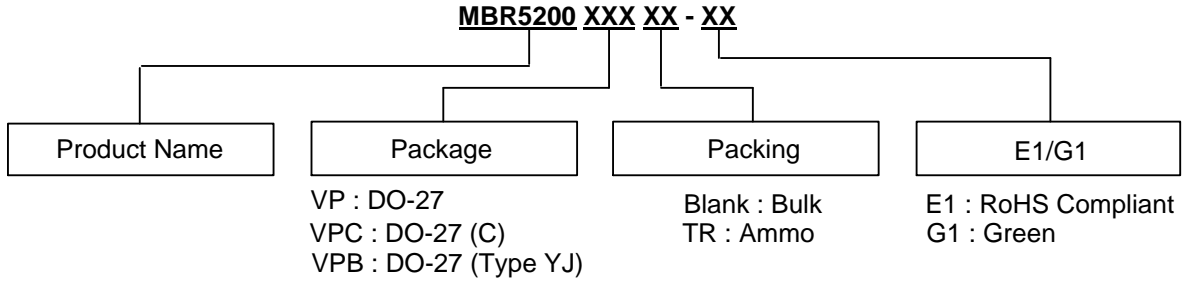 MBR5200 XXX XX - XX
Product Name
Package
Packing
E1/G1
VP : DO-27
VPC : DO-27 (C)
VPB : DO-27 (Type YJ)
Blank : Bulk
TR : Ammo
E1 : RoHS Compliant
G1 : Green